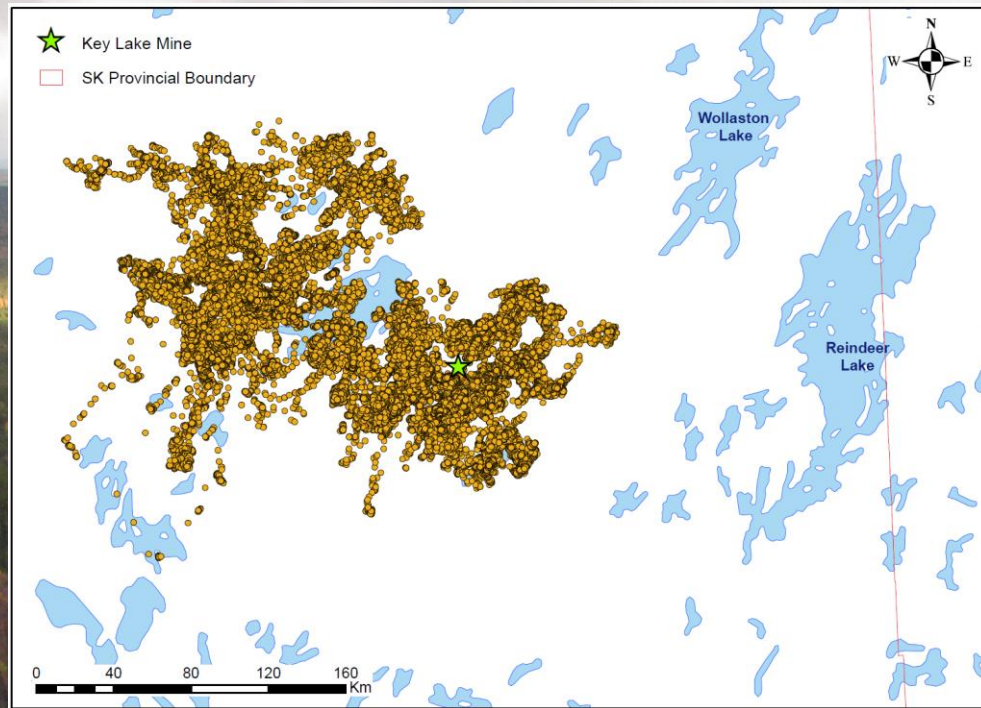 Key Lake Mine
SK Provincial Boundary
N
W E
S
Wollaston
Lake
Reindeer
Lake
0 40 80 120 160
Km